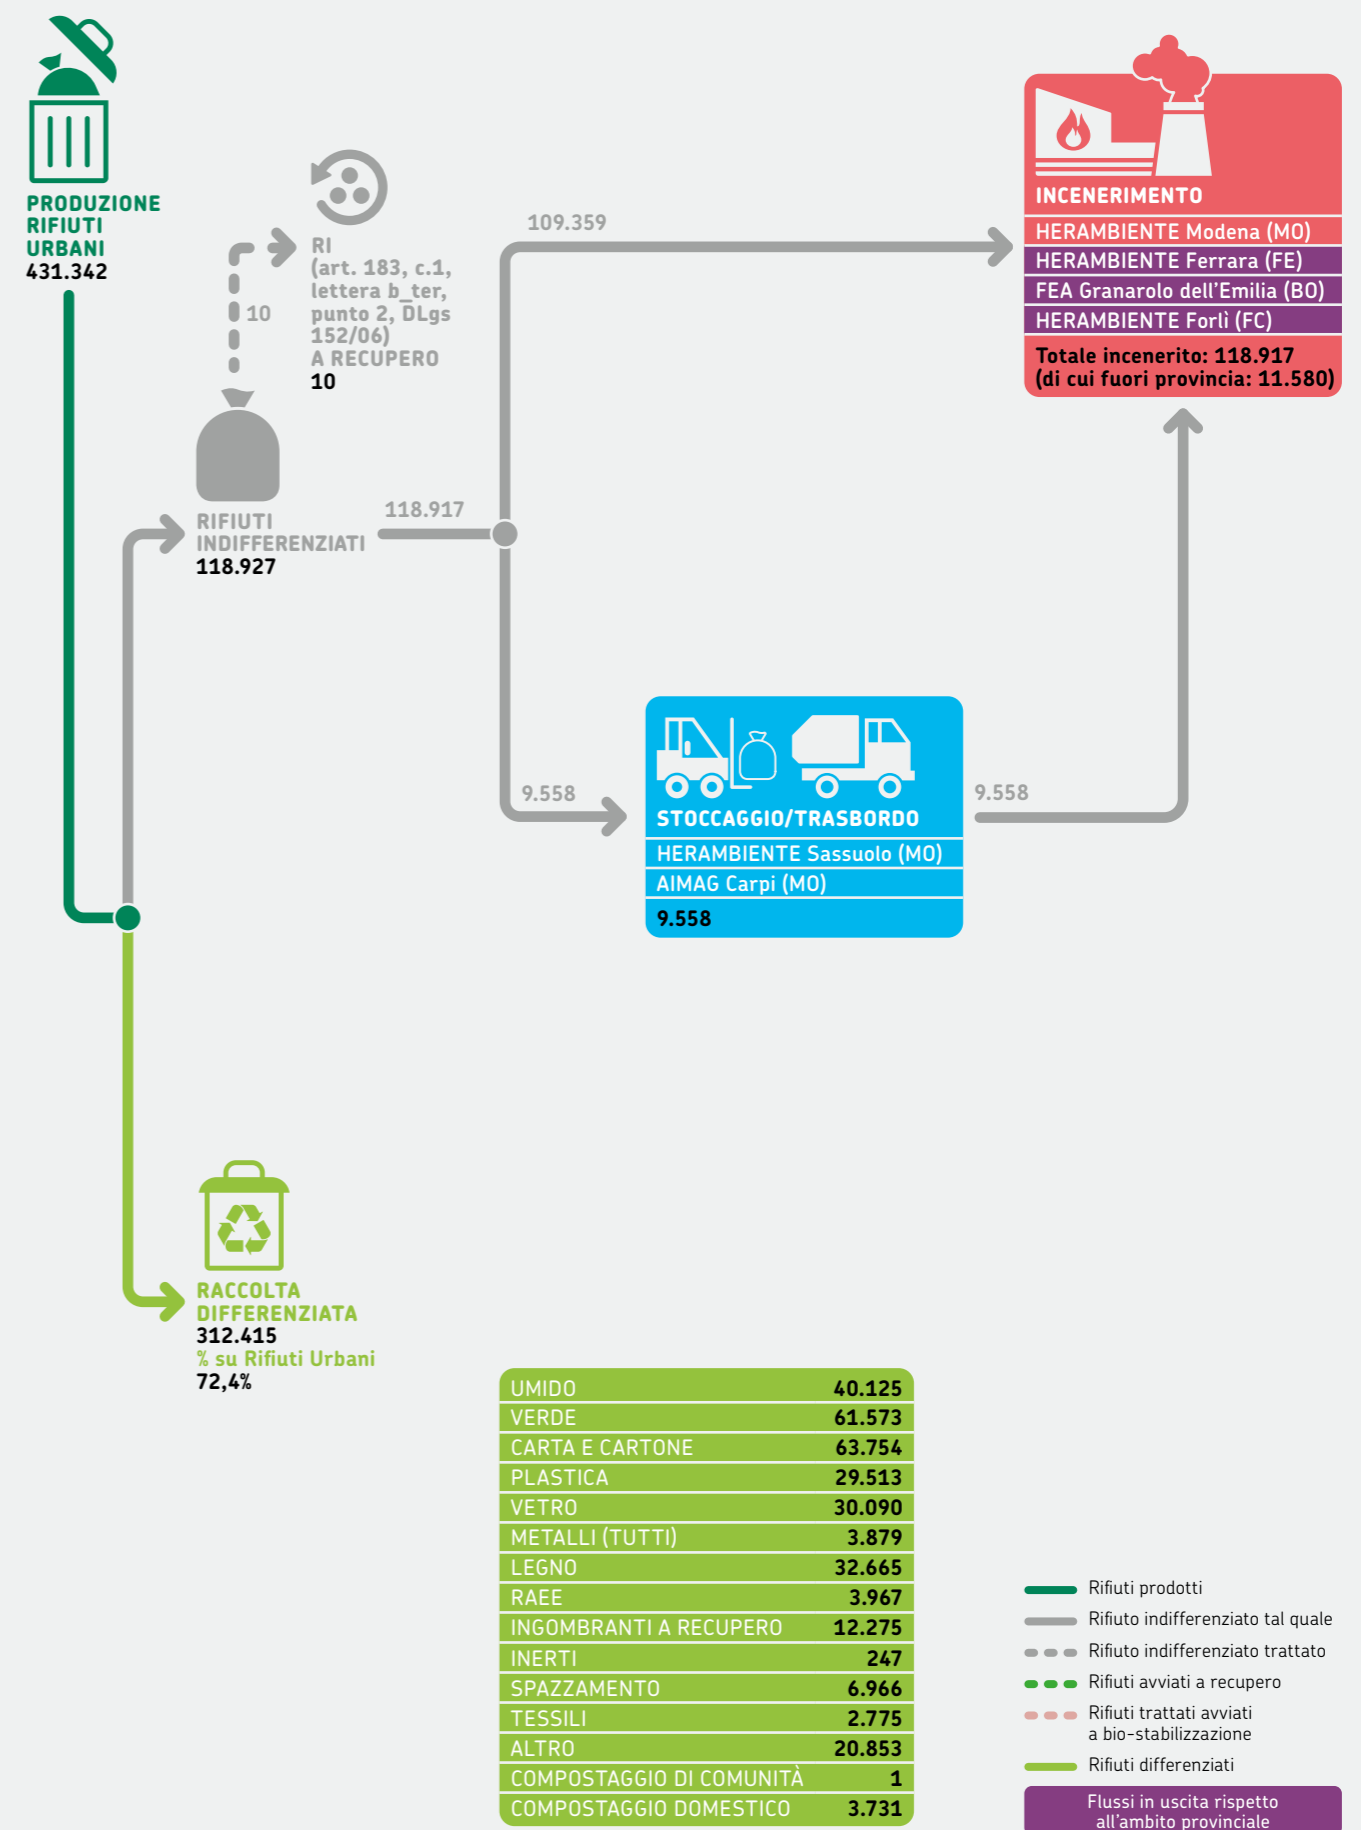 PRODUZIONE
RIFIUTI
URBANI
431.342
RI
(art. 183, c.1,
lettera b_ter,
punto 2, DLgs
152/06)
A RECUPERO
10
10
RIFIUTI
INDIFFERENZIATI
118.927
118.917
109.359
INCENERIMENTO
HERAMBIENTE Modena (MO)
HERAMBIENTE Ferrara (FE)
FEA Granarolo dell'Emilia (BO)
HERAMBIENTE Forlì (FC)
Totale incenerito: 118.917
(di cui fuori provincia: 11.580)
9.558
STOCCAGGIO/TRASBORDO
HERAMBIENTE Sassuolo (MO)
AIMAG Carpi (MO)
9.558
9.558
RACCOLTA
DIFFERENZIATA
312.415
% su Rifiuti Urbani
72,4%
UMIDO 40.125
VERDE 61.573
CARTA E CARTONE 63.754
PLASTICA 29.513
VETRO 30.090
METALLI (TUTTI) 3.879
LEGNO 32.665
RAEE 3.967
INGOMBRANTI A RECUPERO 12.275
INERTI 247
SPAZZAMENTO 6.966
TESSILI 2.775
ALTRO 20.853
COMPOSTAGGIO DI COMUNITÀ 1
COMPOSTAGGIO DOMESTICO 3.731
Rifiuti prodotti
Rifiuto indifferenziato tal quale
Rifiuto indifferenziato trattato
Rifiuti avviati a recupero
Rifiuti trattati avviati
a bio-stabilizzazione
Rifiuti differenziati
Flussi in uscita rispetto
all'ambito provinciale